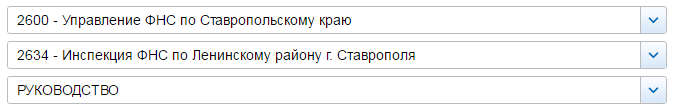 2600 - Управление ФНС по Ставропольскому краю
2634 - Инспекция ФНС по Ленинскому району г. Ставрополя
РУКОВОДСТВО